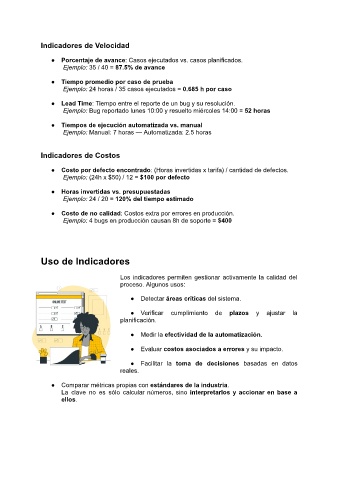 Indicadores de Velocidad
● Porcentaje de avance: Casos ejecutados vs. casos planificados.
Ejemplo: 35 / 40 = 87.5% de avance
● Tiempo promedio por caso de prueba
Ejemplo: 24 horas / 35 casos ejecutados = 0,685 h por caso
● Lead Time: Tiempo entre el reporte de un bug y su resolución.
Ejemplo: Bug reportado lunes 10:00 y resuelto miércoles 14:00 = 52 horas
● Tiempos de ejecución automatizada vs. manual
Ejemplo: Manual: 7 horas — Automatizada: 2.5 horas
Indicadores de Costos
● Costo por defecto encontrado: (Horas invertidas x tarifa) / cantidad de defectos.
Ejemplo: (24h x $50) / 12 = $100 por defecto
● Horas invertidas vs. presupuestadas
Ejemplo: 24 / 20 = 120% del tiempo estimado
● Costo de no calidad: Costos extra por errores en producción.
Ejemplo: 4 bugs en producción causan 8h de soporte = $400
Uso de Indicadores
Los indicadores permiten gestionar activamente la calidad del
proceso. Algunos usos:
● Detectar áreas críticas del sistema.
● Verificar cumplimiento de plazos y ajustar la
planificación.
● Medir la efectividad de la automatización.
● Evaluar costos asociados a errores y su impacto.
● Facilitar la toma de decisiones basadas en datos
reales.
● Comparar métricas propias con estándares de la industria.
La clave no es sólo calcular números, sino interpretarlos y accionar en base a
ellos.